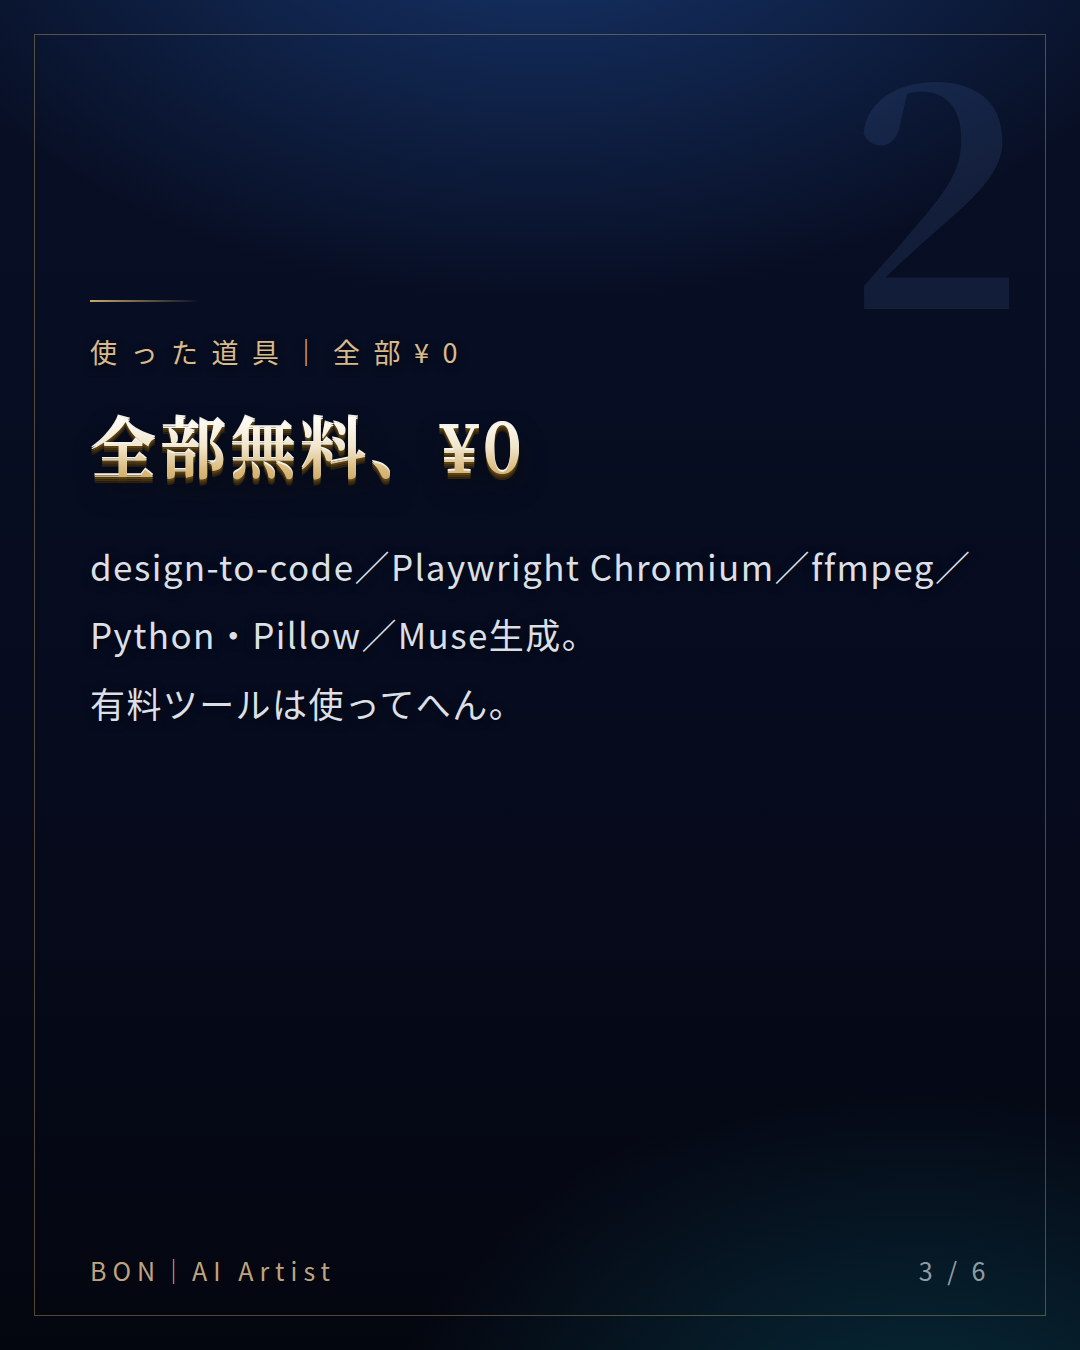 2
使った道具｜全部¥0
全部無料、¥0
design-to-code／Playwright Chromium／ffmpeg／
Python・Pillow／Muse生成。
有料ツールは使ってへん。
BON｜AI Artist
3 / 6